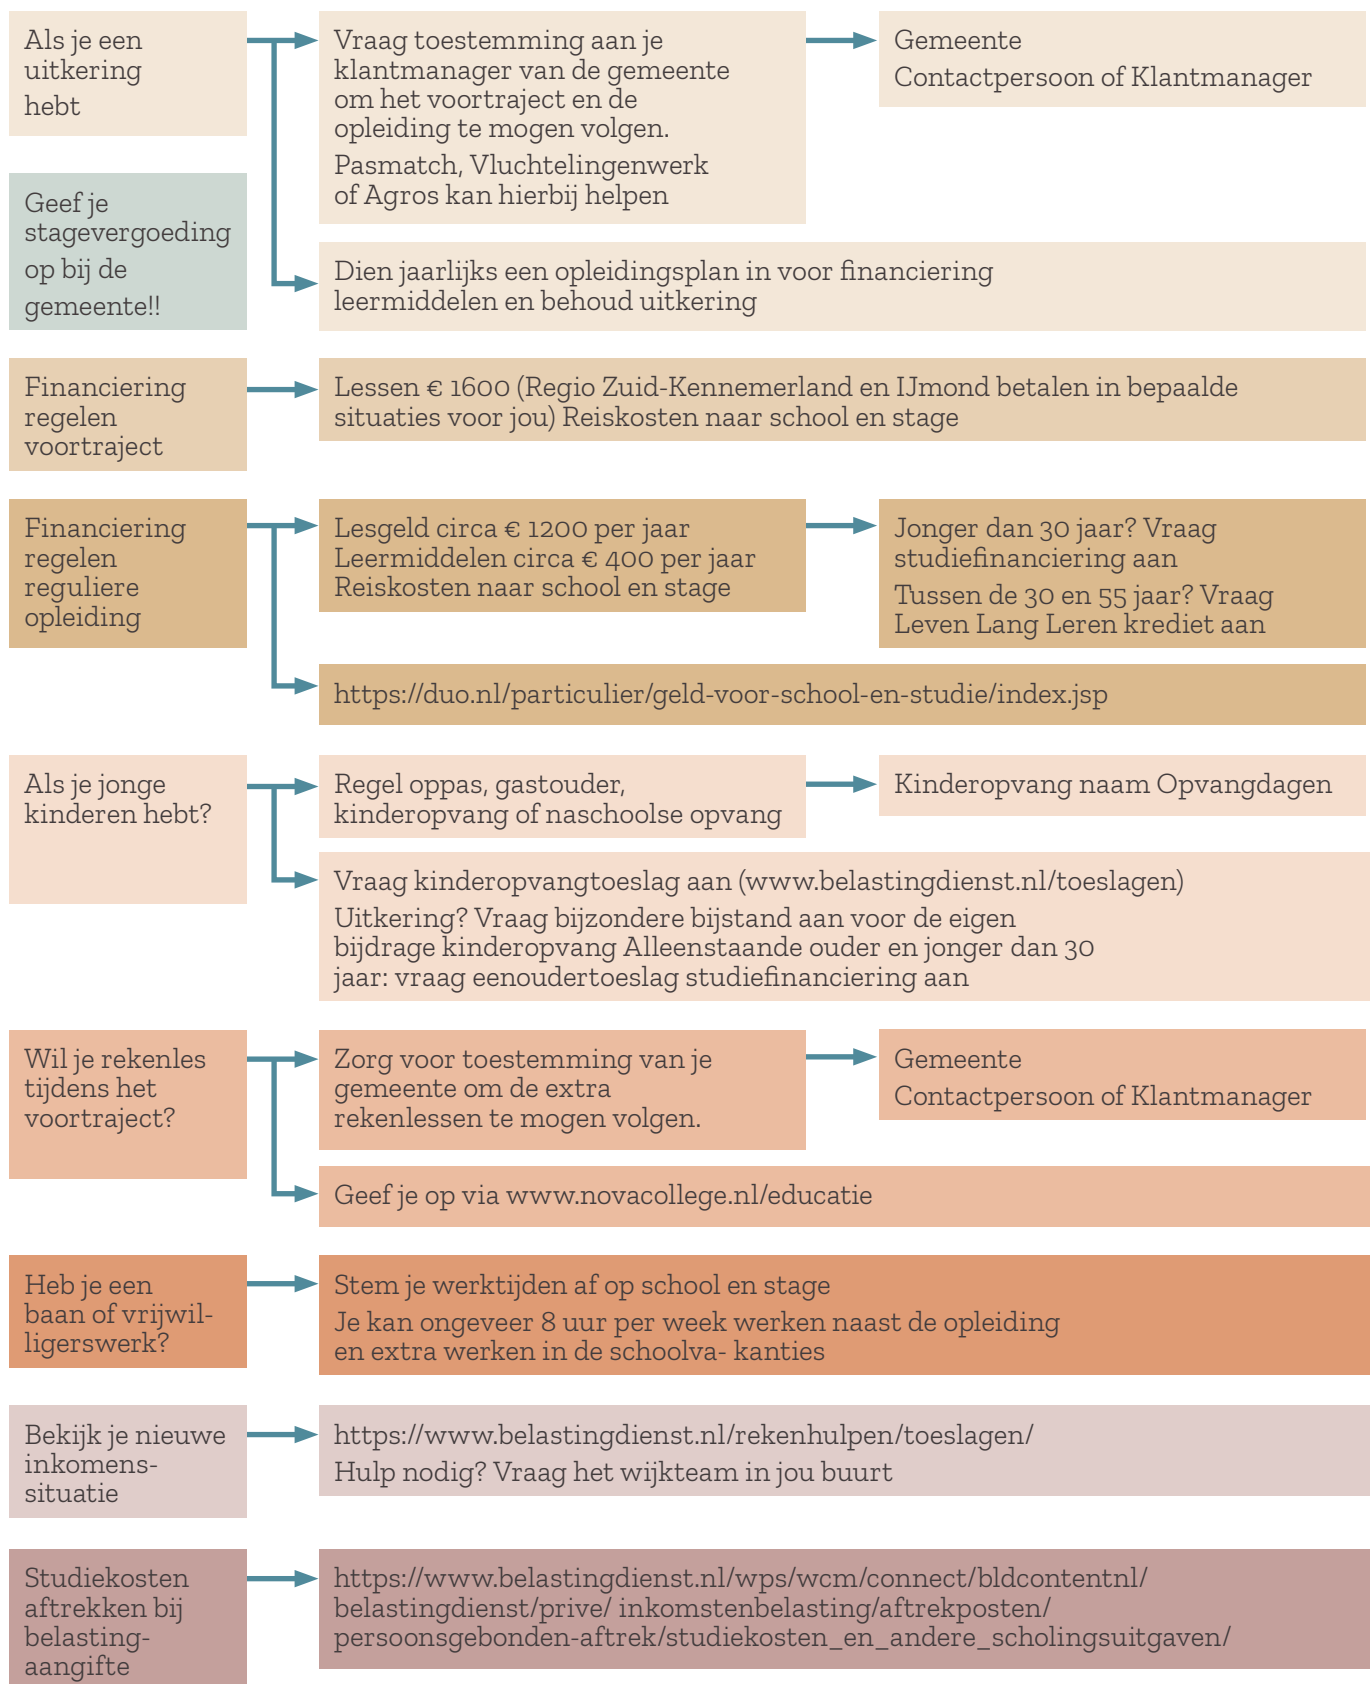 Als je een
uitkering
hebt
Vraag toestemming aan je
klantmanager van de gemeente
om het voortraject en de
opleiding te mogen volgen.
Pasmatch, Vluchtelingenwerk
of Agros kan hierbij helpen
Gemeente
Contactpersoon of Klantmanager
Geef je
stagevergoeding
op bij de
gemeente!!
Dien jaarlijks een opleidingsplan in voor financiering
leermiddelen en behoud uitkering
Financiering
regelen
voortraject
Lessen € 1600 (Regio Zuid-Kennemerland en IJmond betalen in bepaalde
situaties voor jou) Reiskosten naar school en stage
Financiering
regelen
reguliere
opleiding
Lesgeld circa € 1200 per jaar
Leermiddelen circa € 400 per jaar
Reiskosten naar school en stage
Jonger dan 30 jaar? Vraag
studiefinanciering aan
Tussen de 30 en 55 jaar? Vraag
Leven Lang Leren krediet aan
https://duo.nl/particulier/geld-voor-school-en-studie/index.jsp
Als je jonge
kinderen hebt?
Regel oppas, gastouder,
kinderopvang of naschoolse opvang
Kinderopvang naam Opvangdagen
Vraag kinderopvangtoeslag aan (www.belastingdienst.nl/toeslagen)
Uitkering? Vraag bijzondere bijstand aan voor de eigen
bijdrage kinderopvang Alleenstaande ouder en jonger dan 30
jaar: vraag eenoudertoeslag studiefinanciering aan
Wil je rekenles
tijdens het
voortraject?
Zorg voor toestemming van je
gemeente om de extra
rekenlessen te mogen volgen.
Gemeente
Contactpersoon of Klantmanager
Geef je op via www.novacollege.nl/educatie
Heb je een
baan of vrijwil-
ligerswerk?
Stem je werktijden af op school en stage
Je kan ongeveer 8 uur per week werken naast de opleiding
en extra werken in de schoolva- kanties
Bekijk je nieuwe
inkomens-
situatie
https://www.belastingdienst.nl/rekenhulpen/toeslagen/
Hulp nodig? Vraag het wijkteam in jou buurt
Studiekosten
aftrekken bij
belasting-
aangifte
https://www.belastingdienst.nl/wps/wcm/connect/bldcontentnl/
belastingdienst/prive/ inkomstenbelasting/aftrekposten/
persoonsgebonden-aftrek/studiekosten_en_andere_scholingsuitgaven/